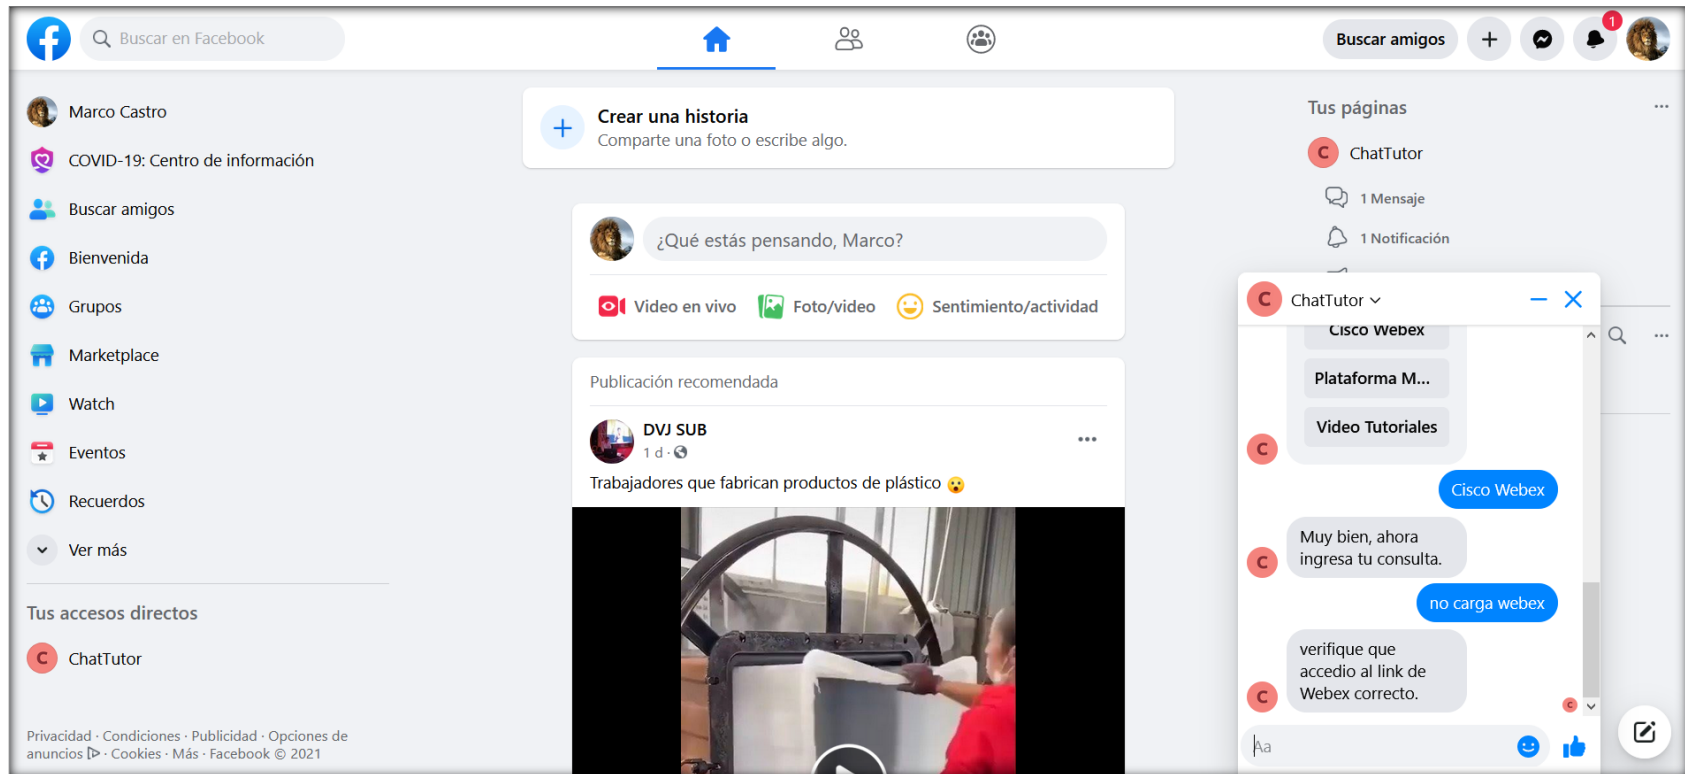 Buscar en Facebook
Buscar amigos
1
Marco Castro
COVID-19: Centro de información
Buscar amigos
Bienvenida
Grupos
Marketplace
Watch
Eventos
Recuerdos
Ver más
Tus accesos directos
C ChatTutor
Privacidad · Condiciones · Publicidad · Opciones de
anuncios · Cookies · Más · Facebook © 2021
Crear una historia
Comparte una foto o escribe algo.
¿Qué estás pensando, Marco?
Video en vivo
Foto/video
Sentimiento/actividad
Publicación recomendada
DVJ SUB
1 d ·
Trabajadores que fabrican productos de plástico 😮
Tus páginas
C ChatTutor
1 Mensaje
1 Notificación
C ChatTutor
Cisco Webex
Plataforma M...
Video Tutoriales
C
Cisco Webex
Muy bien, ahora
ingresa tu consulta.
C
no carga webex
verifique que
accedio al link de
Webex correcto.
C
C
Aa